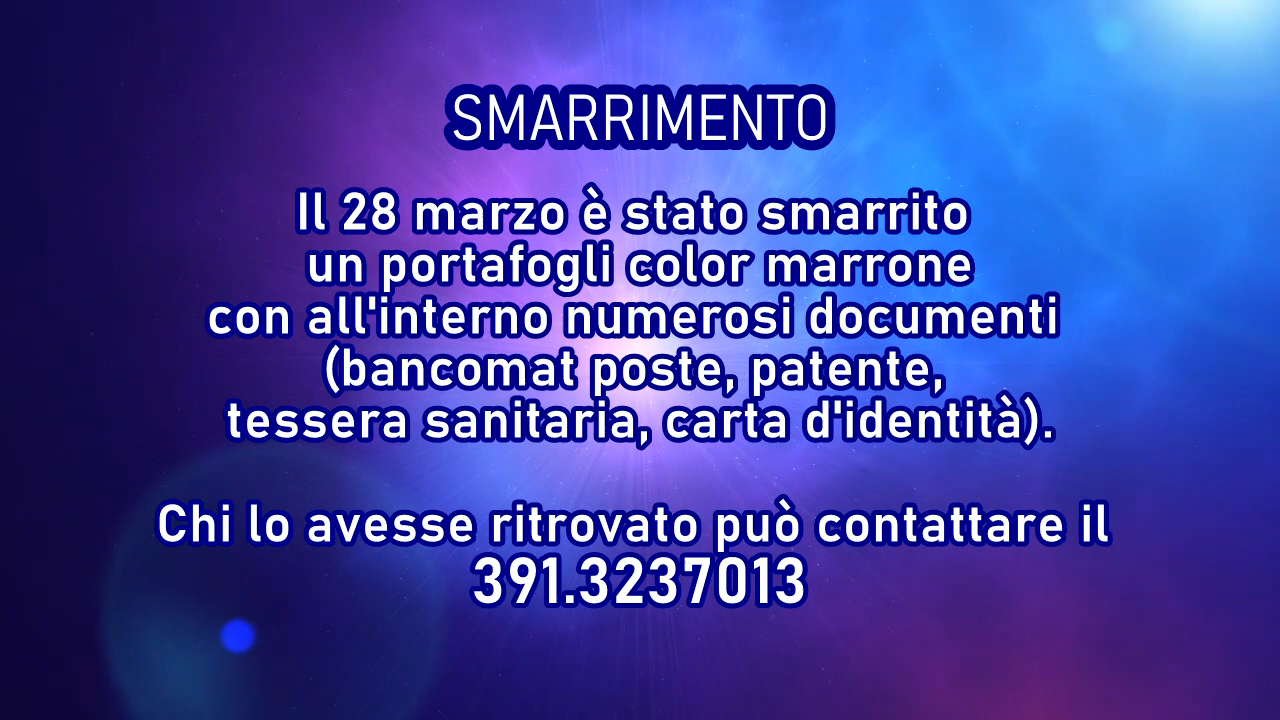 SMARRIMENTO
Il 28 marzo è stato smarrito
un portafogli color marrone
con all'interno numerosi documenti
(bancomat poste, patente,
tessera sanitaria, carta d'identità).
Chi lo avesse ritrovato può contattare il
391.3237013